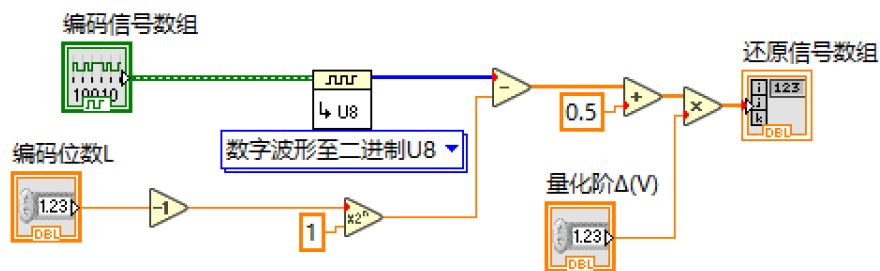 编码信号数组
10010
U8
数字波形至二进制U8
-
+
0.5
×
还原信号数组
i
j
k
123
DBL
编码位数L
1.23
DBL
-1
1
×2ⁿ
量化阶Δ(V)
1.23
DBL